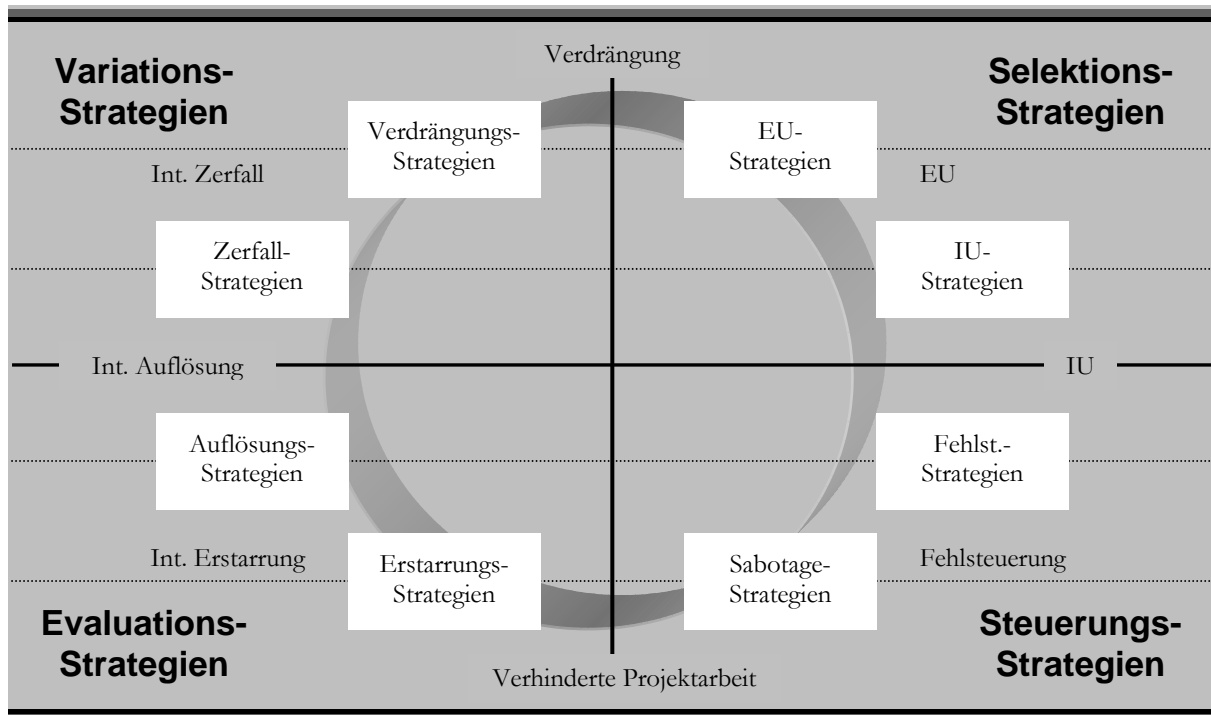 Verdrängung
Variations-
Strategien
Selektions-
Strategien
Verdrängungs-
Strategien
EU-
Strategien
Int. Zerfall
EU
Zerfall-
Strategien
IU-
Strategien
Int. Auflösung
IU
Auflösungs-
Strategien
Fehlst.-
Strategien
Int. Erstarrung
Erstarrungs-
Strategien
Sabotage-
Strategien
Fehlsteuerung
Evaluations-
Strategien
Steuerungs-
Strategien
Verhinderte Projektarbeit